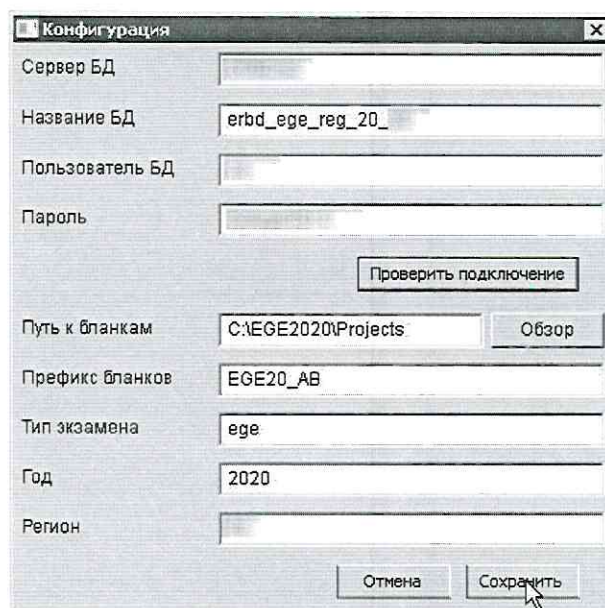 Конфигурация
Сервер БД
Название БД erbd_ege_reg_20_
Пользователь БД
Пароль
Проверить подключение
Путь к бланкам C:\EGE2020\Projects Обзор
Префикс бланков EGE20_AB
Тип экзамена ege
Год 2020
Регион
Отмена Сохранить